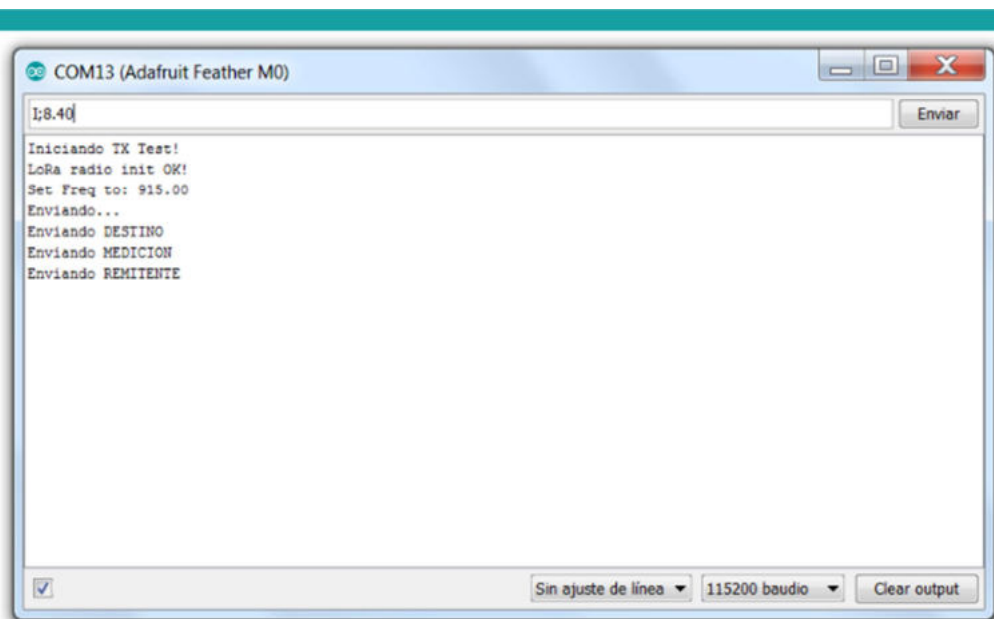 COM13 (Adafruit Feather M0)
I;8.40
Enviar
Iniciando TX Test!
LoRa radio init OK!
Set Freq to: 915.00
Enviando...
Enviando DESTINO
Enviando MEDICION
Enviando REMITENTE
Sin ajuste de línea
115200 baudio
Clear output